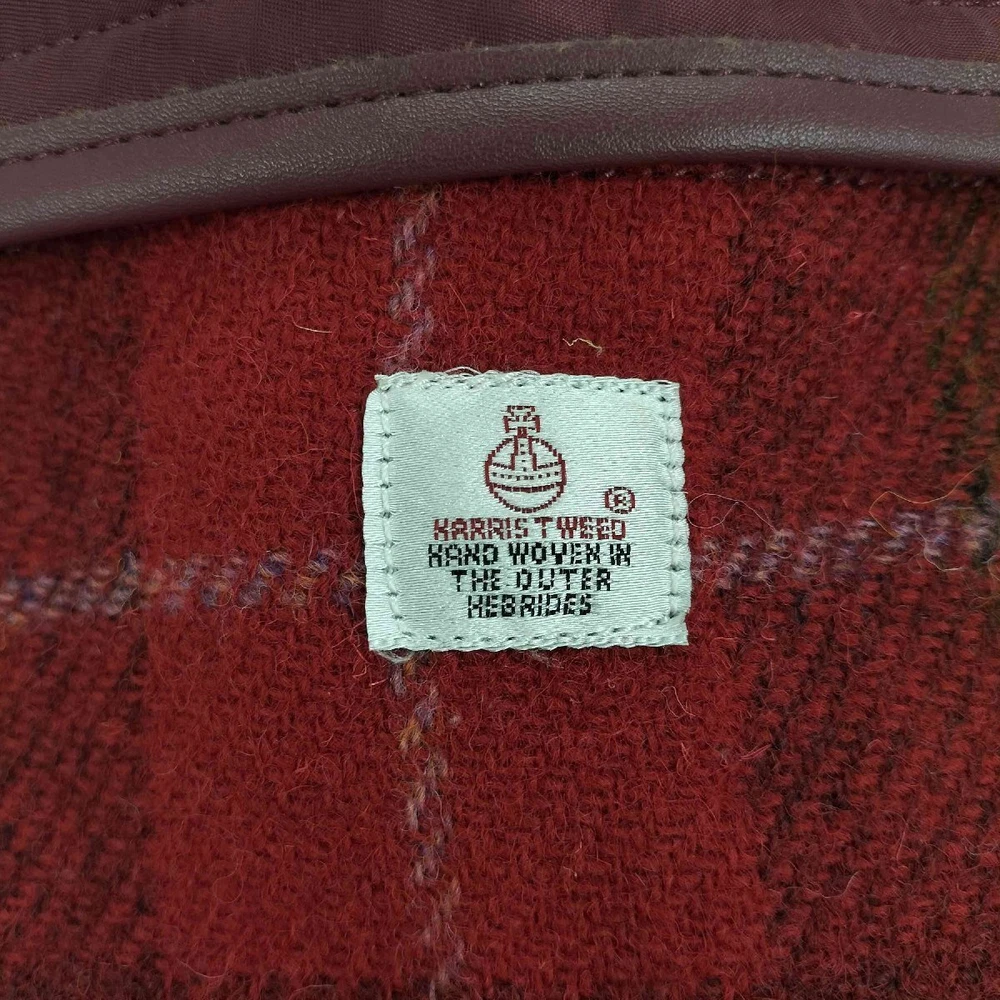 ®
HARRIS TWEED
HAND WOVEN IN
THE OUTER
HEBRIDES